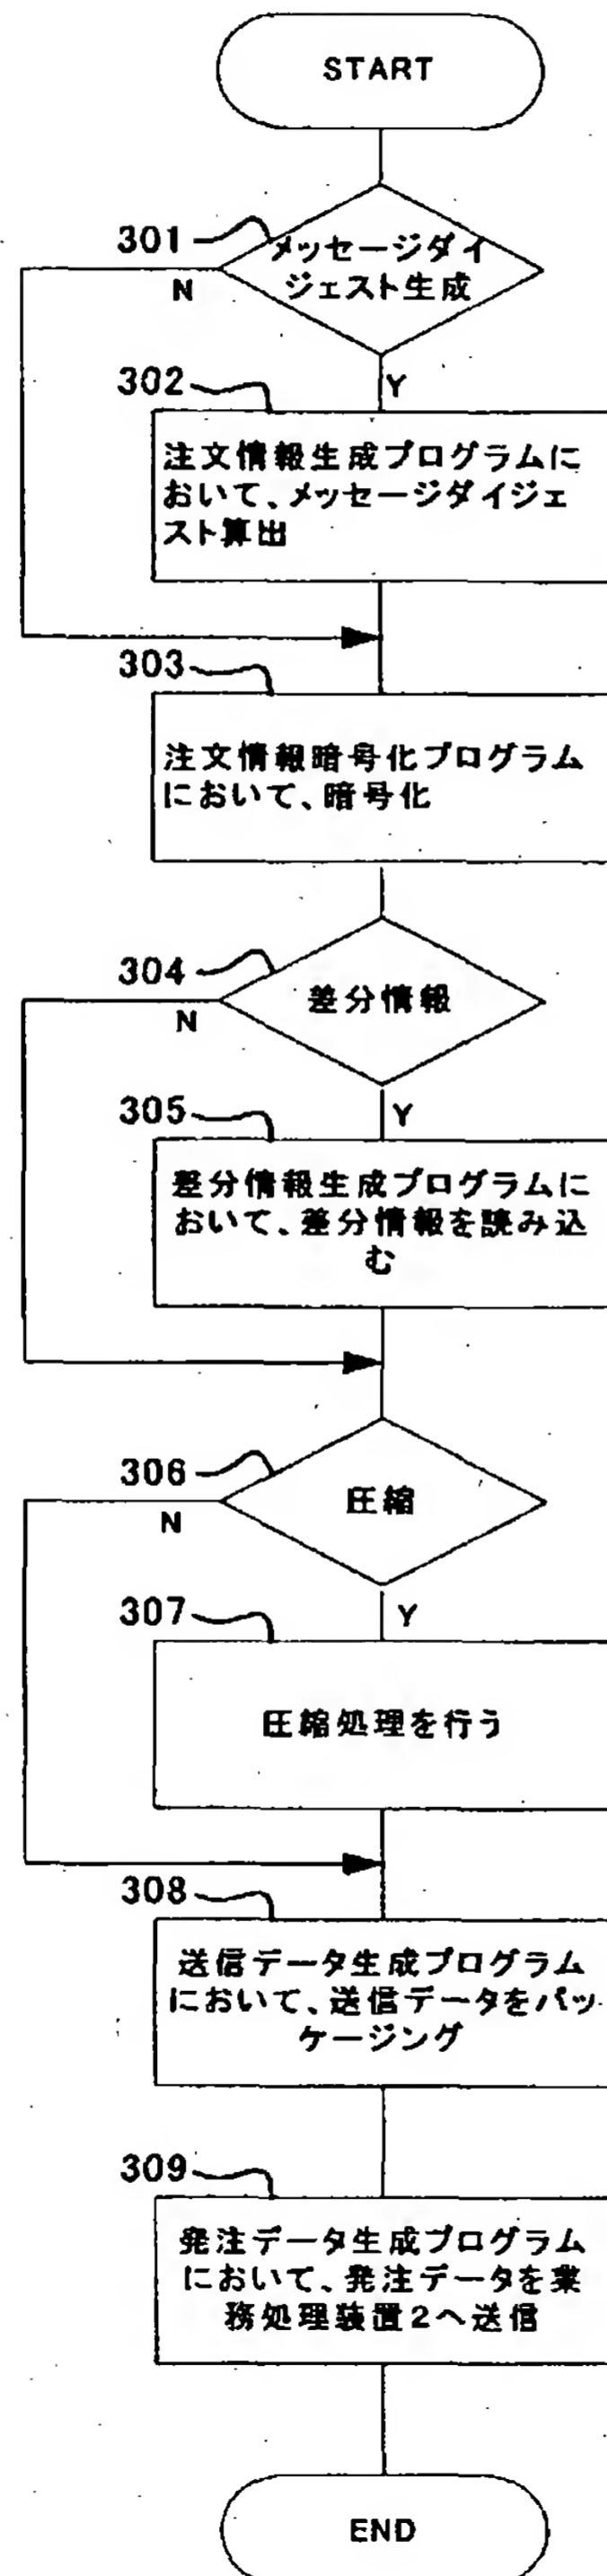 START
301
メッセージダイ
ジェスト生成
N
Y
302
注文情報生成プログラムに
おいて、メッセージダイジェ
スト算出
303
注文情報暗号化プログラム
において、暗号化
304
差分情報
N
Y
305
差分情報生成プログラムに
おいて、差分情報を読み込
む
306
圧縮
N
Y
307
圧縮処理を行う
308
送信データ生成プログラム
において、送信データをパッ
ケージング
309
発注データ生成プログラム
において、発注データを業
務処理装置2へ送信
END